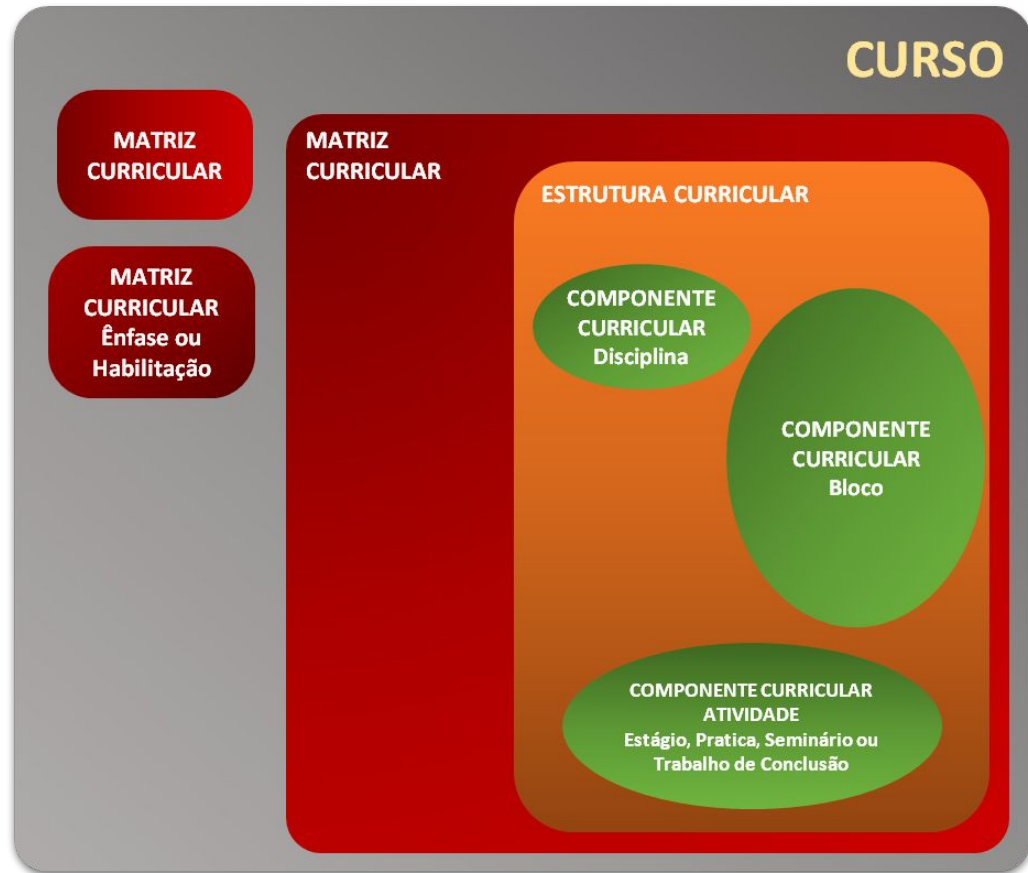 CURSO
MATRIZ
CURRICULAR
MATRIZ
CURRICULAR
Ênfase ou
Habilitação
MATRIZ
CURRICULAR
ESTRUTURA CURRICULAR
COMPONENTE
CURRICULAR
Disciplina
COMPONENTE
CURRICULAR
Bloco
COMPONENTE CURRICULAR
ATIVIDADE
Estágio, Pratica, Seminário ou
Trabalho de Conclusão